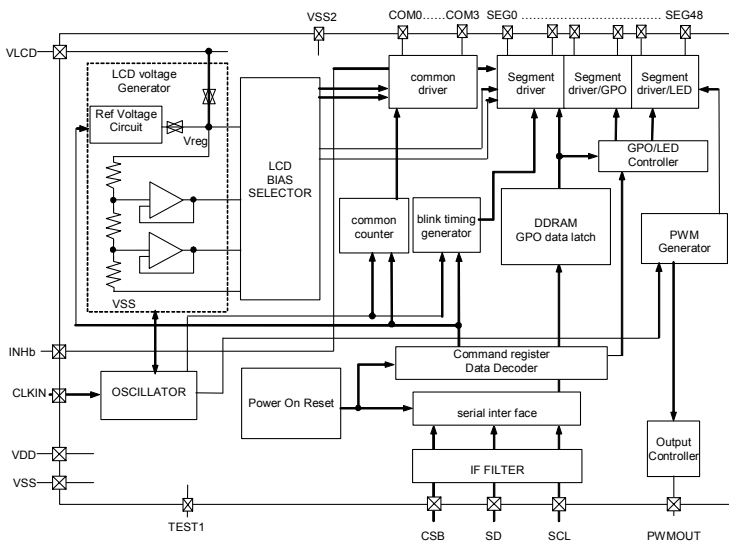 VSS2
COM0……COM3
SEG0 ………………… SEG48
VLCD
LCD voltage
Generator
Ref Voltage
Circuit
Vreg
VSS
LCD
BIAS
SELECTOR
common
driver
Segment
driver
Segment
driver/GPO
Segment
driver/LED
GPO/LED
Controller
common
counter
blink timing
generator
DDRAM
GPO data latch
PWM
Generator
INHb
CLKIN
OSCILLATOR
Command register
Data Decoder
Power On Reset
serial inter face
VDD
VSS
IF FILTER
Output
Controller
TEST1
CSB
SD
SCL
PWMOUT